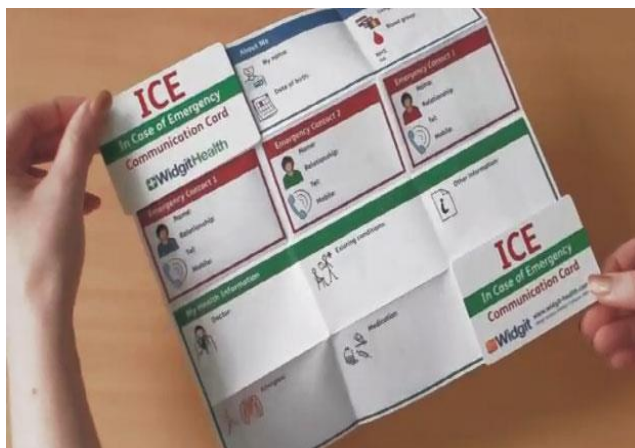 ICE
In Case of Emergency
Communication Card
WidgitHealth
About Me
My name:
Date of birth:
Blood group:
Emergency Contact 1
Name:
Relationship:
Tel:
Mobile:
Emergency Contact 2
Name:
Relationship:
Tel:
Mobile:
Emergency Contact 3
Name:
Relationship:
Tel:
Mobile:
My Health Information
Doctor
Existing conditions
Other information
Allergies
Medication
ICE
In Case of Emergency
Communication Card
Widgit
www.widgit-health.com